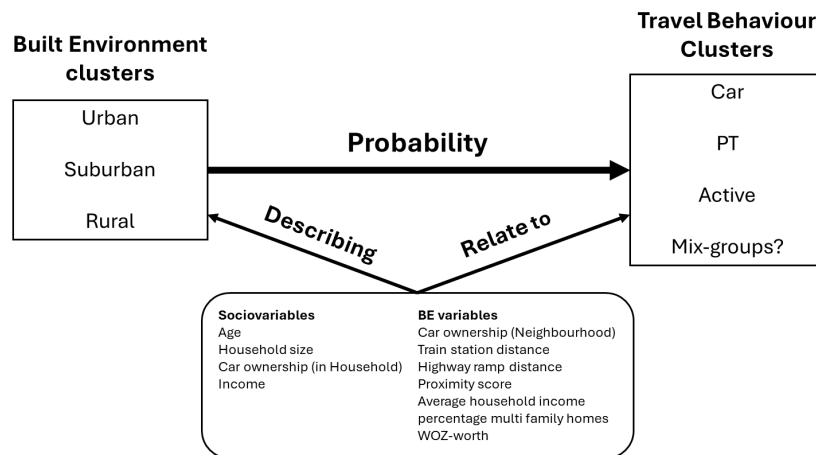 Built Environment
clusters
Urban
Suburban
Rural
Probability
Travel Behaviour
Clusters
Car
PT
Active
Mix-groups?
Describing
Relate to
Sociovariables
Age
Household size
Car ownership (in Household)
Income
BE variables
Car ownership (Neighbourhood)
Train station distance
Highway ramp distance
Proximity score
Average household income
percentage multi family homes
WOZ-worth